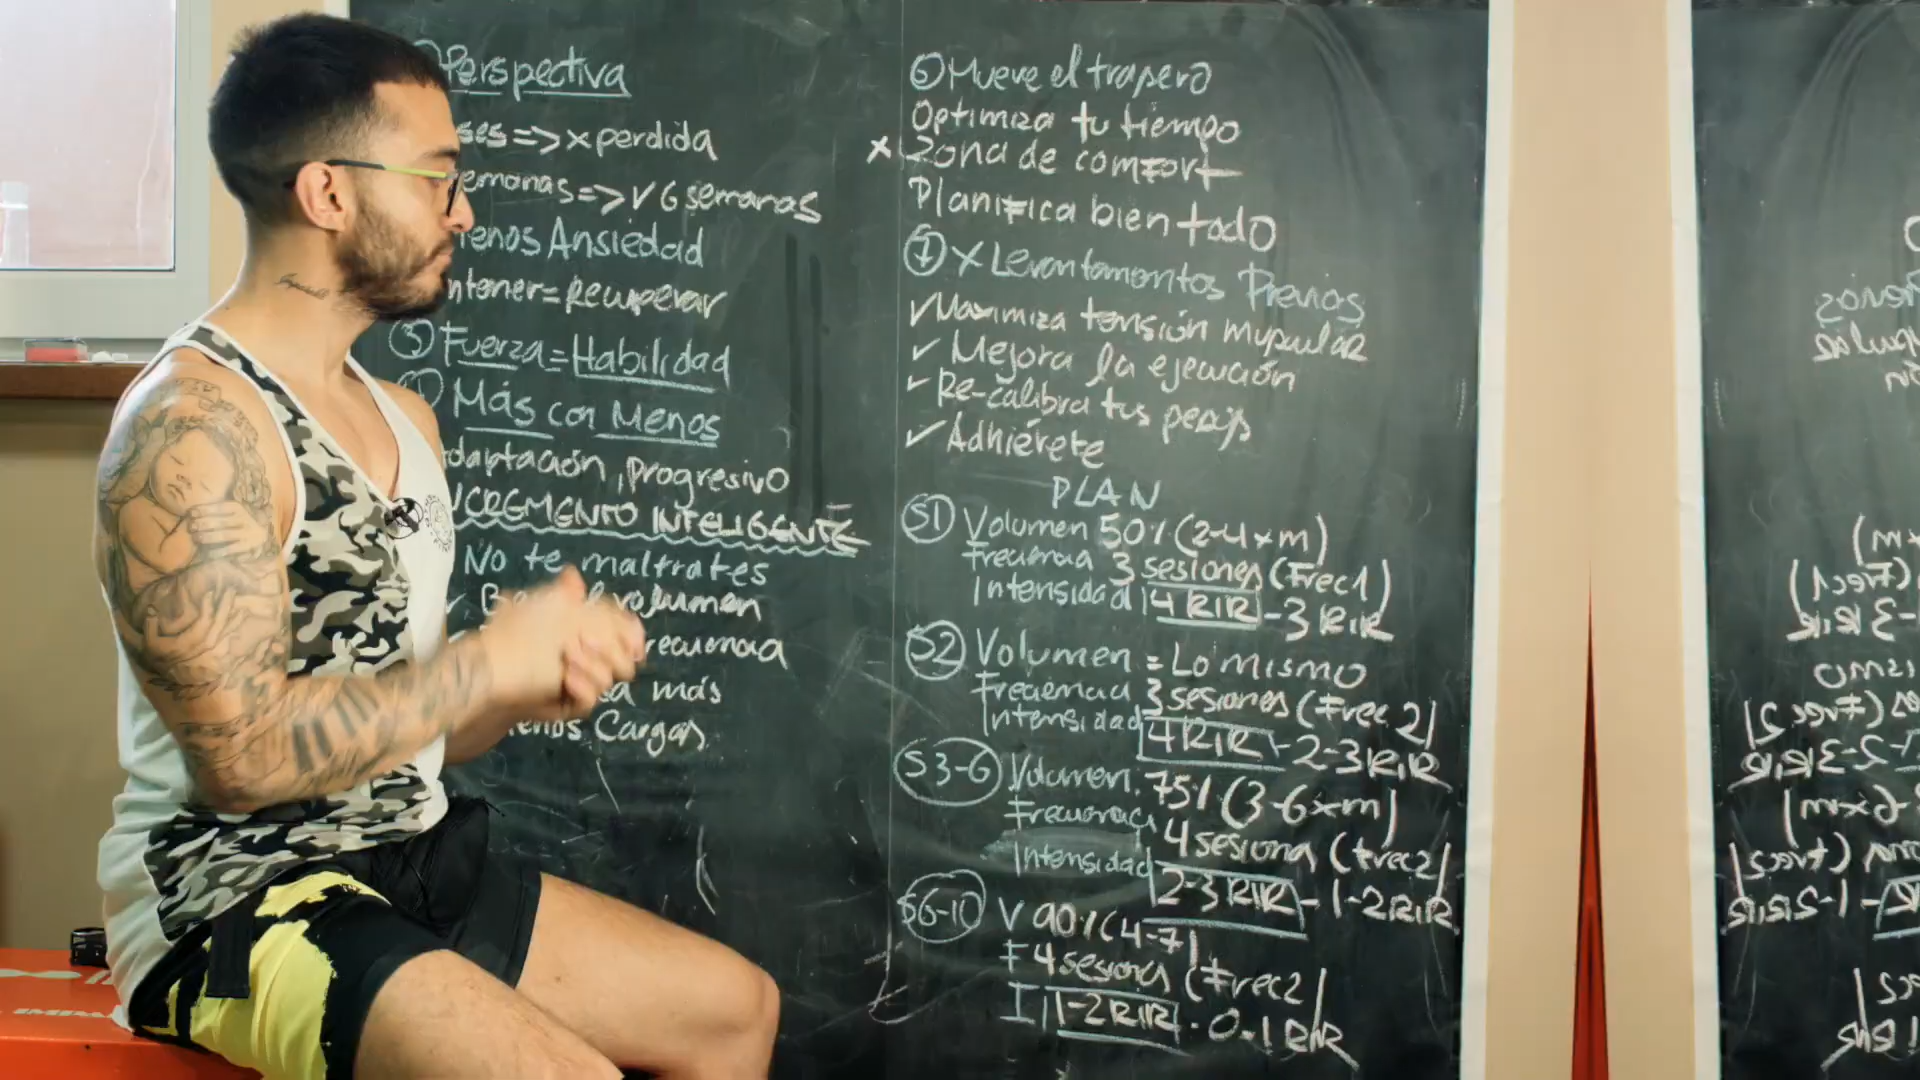 Perspectiva
ses => x perdida
emanas => √ 6 semanas
enos Ansiedad
ntener = Recuperar
③ Fuerza = Habilidad
Más con Menos
daptación, progresivo
INCREMENTO INTELIGENTE
No te maltrates
volumen
recuencia
a más
enos Cargas
⑥ Mueve el trapero
Optimiza tu tiempo
x Zona de comfort
Planifica bien todo
⑦ X Levantamientos Previos
✓ Maximiza tensión
✓ Mejora la ejecución
✓ Re-calibra tus pesos
✓ Adhiérete
PLAN
S1 Volumen 50% (2-4 x m)
Frecuencia 3 sesiones (Frec 1)
Intensidad 4 RIR - 3 RIR
S2 Volumen = Lo mismo
Frecuencia 3 sesiones (Frec. 2)
Intensidad 4 RIR - 2-3 RIR
S3-6 Volumen. 75% (3-6 x m)
Frecuencia 4 sesiona (frec 2)
Intensidad 2-3 RIR - 1-2 RIR
S6-10 V 90% (4-7)
F 4 sesiona (Frec 2)
I 1-2 RIR - 0-1 RIR